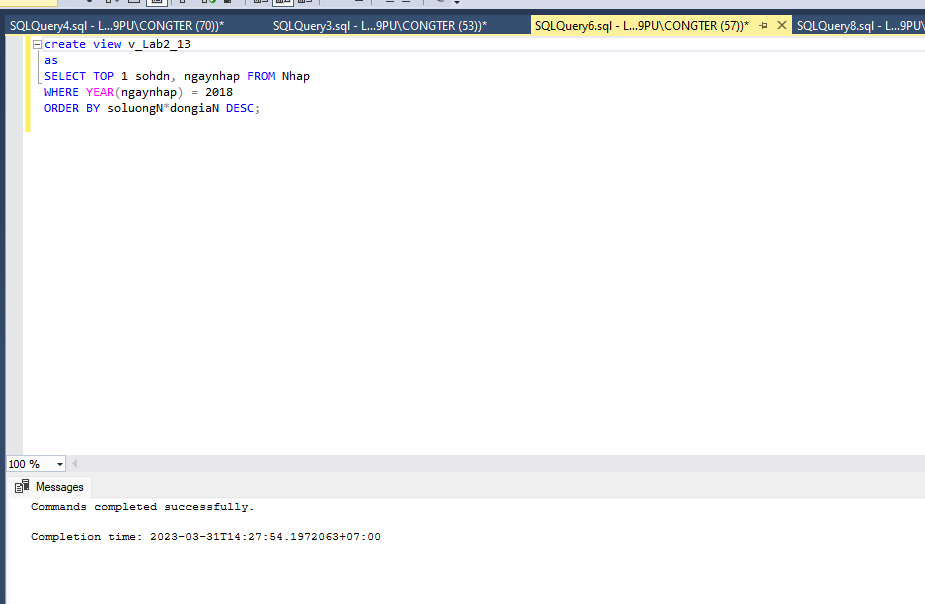 SQLQuery4.sql - L...9PU\CONGTER (70))* SQLQuery3.sql - L...9PU\CONGTER (53))* SQLQuery6.sql - L...9PU\CONGTER (57))* SQLQuery8.sql - L...9PU\
create view v_Lab2_13
as
SELECT TOP 1 sohdn, ngaynhap FROM Nhap
WHERE YEAR(ngaynhap) = 2018
ORDER BY soluongN*dongiaN DESC;
100 %
Messages
Commands completed successfully.
Completion time: 2023-03-31T14:27:54.1972063+07:00